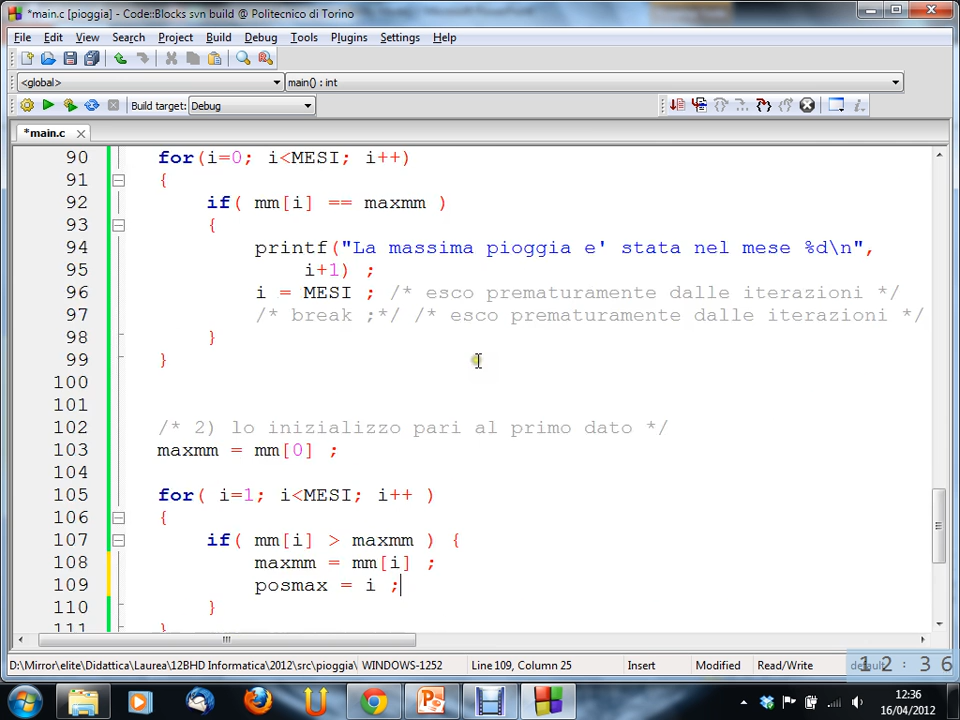 *main.c [pioggia] - Code::Blocks svn build @ Politecnico di Torino
File Edit View Search Project Build Debug Tools Plugins Settings Help
<global> main() : int
Build target: Debug
*main.c
90 for(i=0; i<MESI; i++)
91 {
92 if( mm[i] == maxmm )
93 {
94 printf("La massima pioggia e' stata nel mese %d\n",
95 i+1) ;
96 i = MESI ; /* esco prematuramente dalle iterazioni */
97 /* break ;*/ /* esco prematuramente dalle iterazioni */
98 }
99 }
100
101
102 /* 2) lo inizializzo pari al primo dato */
103 maxmm = mm[0] ;
104
105 for( i=1; i<MESI; i++ )
106 {
107 if( mm[i] > maxmm ) {
108 maxmm = mm[i] ;
109 posmax = i ;
110 }
111 }
D:\Mirror\elite\Didattica\Laurea\12BHD Informatica\2012\src\pioggia\ WINDOWS-1252 Line 109, Column 25 Insert Modified Read/Write default
12:36
12:36
16/04/2012